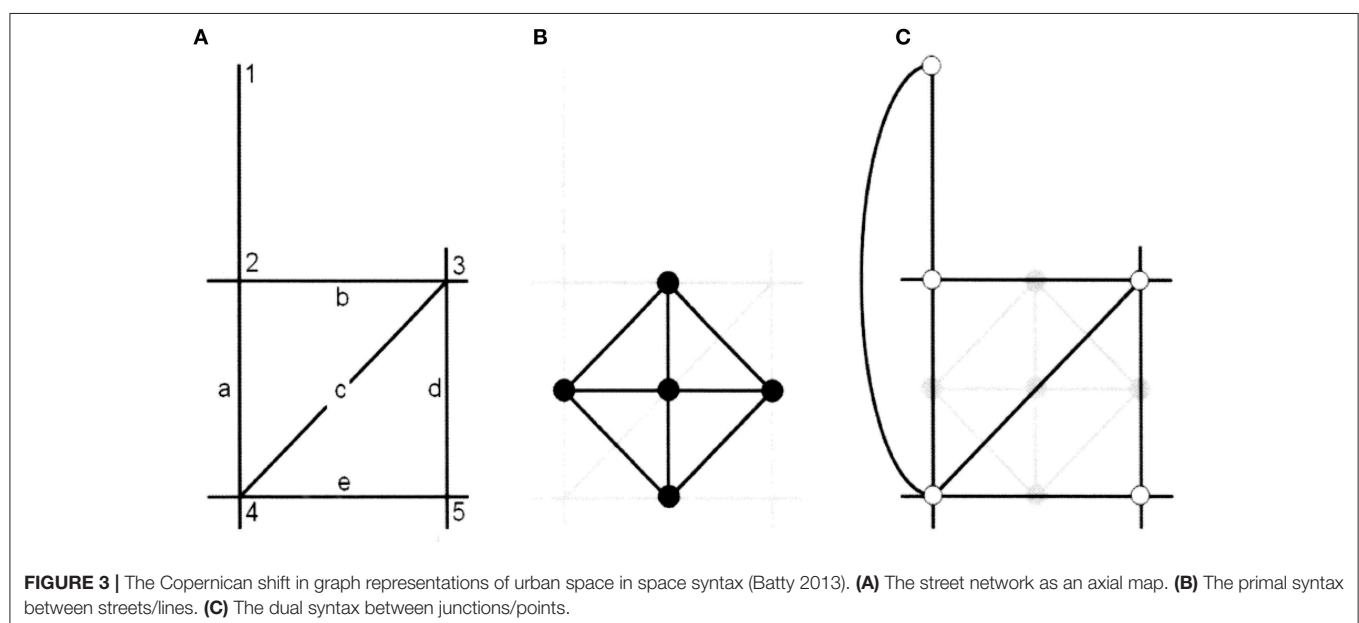 A
B
C
1
2
3
b
a
c
d
e
4
5
FIGURE 3 | The Copernican shift in graph representations of urban space in space syntax (Batty 2013). (A) The street network as an axial map. (B) The primal syntax
between streets/lines. (C) The dual syntax between junctions/points.